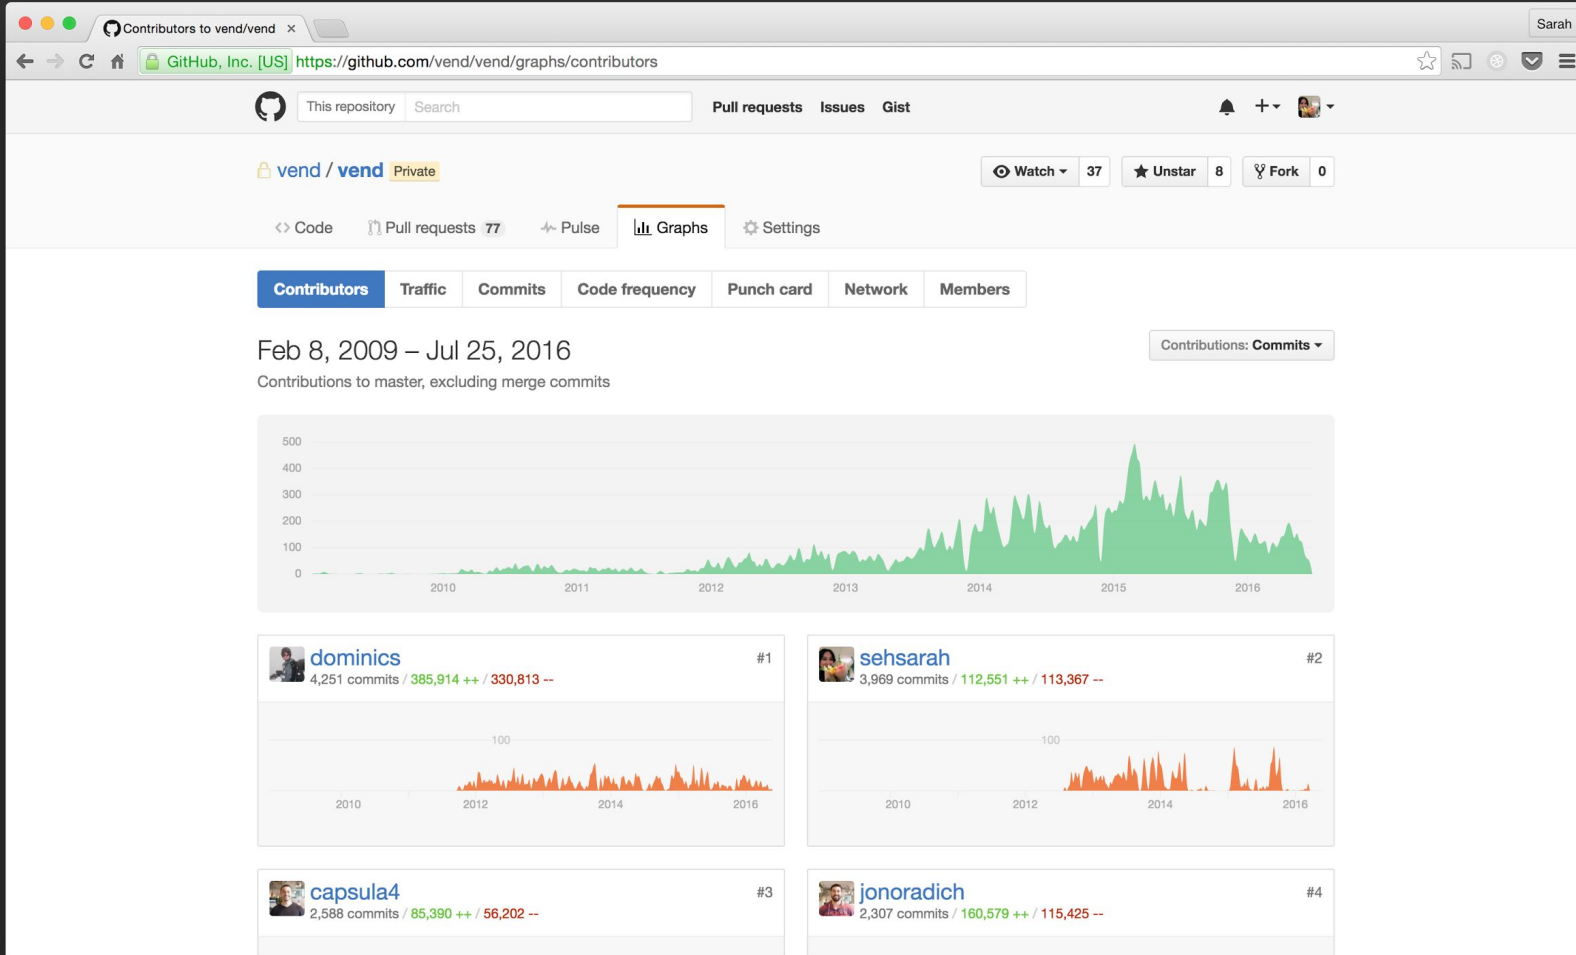 Contributors to vend/vend
Sarah
GitHub, Inc. [US] https://github.com/vend/vend/graphs/contributors
This repository Search Pull requests Issues Gist
vend / vend Private
Watch 37 Unstar 8 Fork 0
Code Pull requests 77 Pulse Graphs Settings
Contributors Traffic Commits Code frequency Punch card Network Members
Feb 8, 2009 – Jul 25, 2016
Contributions: Commits
Contributions to master, excluding merge commits
500
400
300
200
100
0
2010 2011 2012 2013 2014 2015 2016
dominics #1
4,251 commits / 385,914 ++ / 330,813 --
100
2010 2012 2014 2016
sehsarah #2
3,969 commits / 112,551 ++ / 113,367 --
100
2010 2012 2014 2016
capsula4 #3
2,588 commits / 85,390 ++ / 56,202 --
jonoradich #4
2,307 commits / 160,579 ++ / 115,425 --